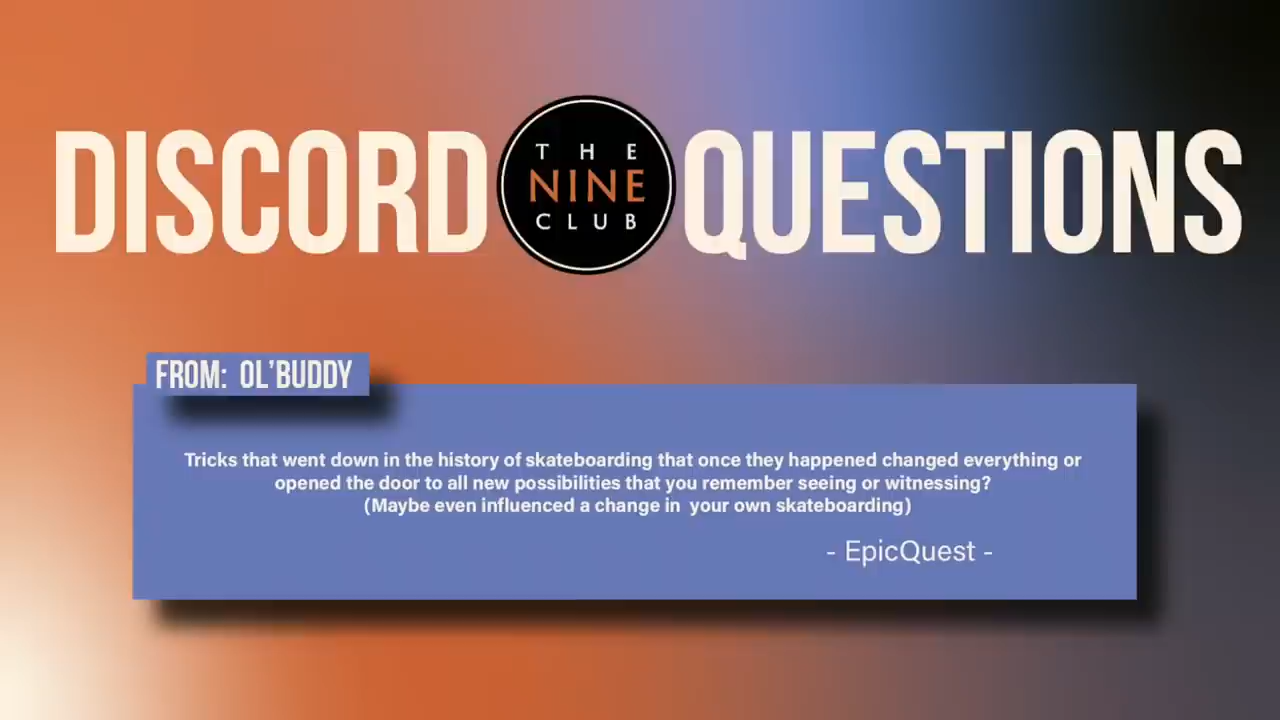 DISCORD THE NINE CLUB QUESTIONS
FROM: OL'BUDDY
Tricks that went down in the history of skateboarding that once they happened changed everything or
opened the door to all new possibilities that you remember seeing or witnessing?
(Maybe even influenced a change in  your own skateboarding)
- EpicQuest -